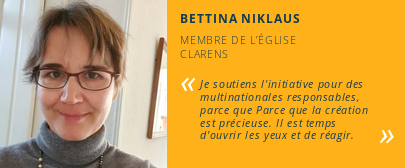 BETTINA NIKLAUS
MEMBRE DE L'ÉGLISE
CLARENS
« Je soutiens l'initiative pour des
multinationales responsables,
parce que Parce que la création
est précieuse. Il est temps
d'ouvrir les yeux et de réagir. »